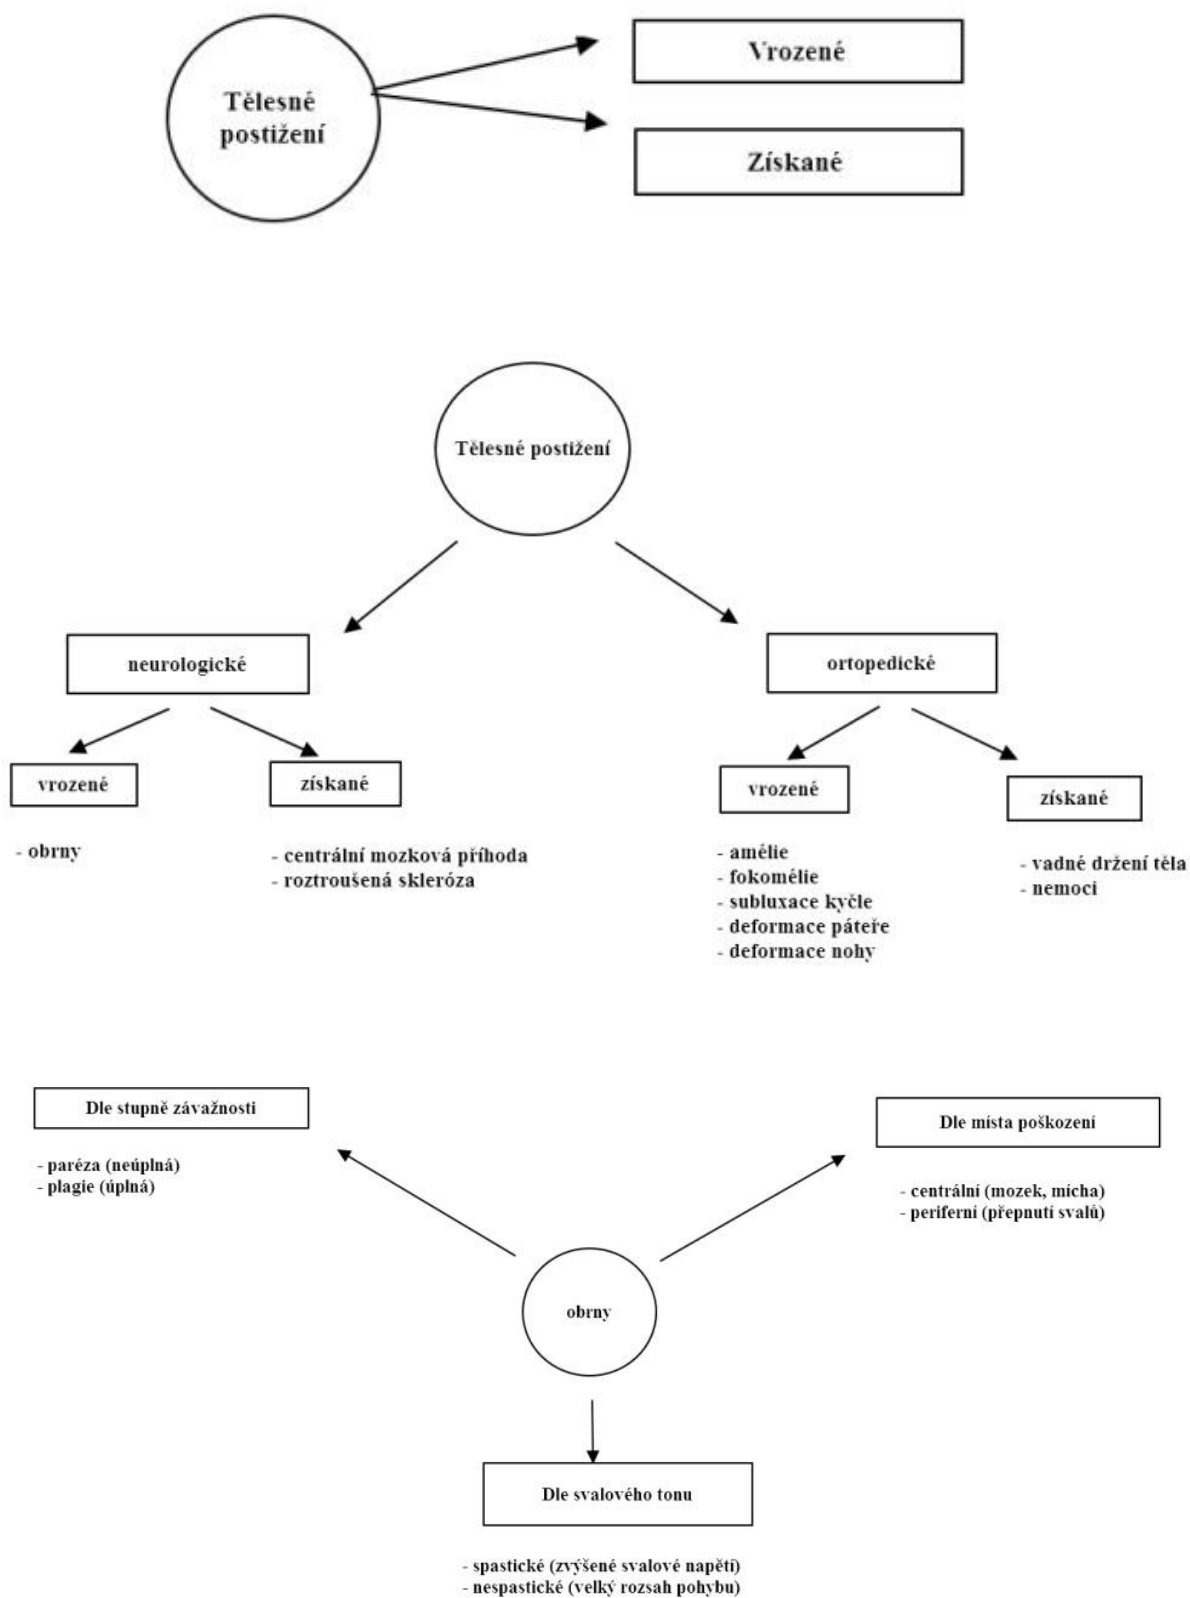 Tělesné
postižení
Vrozené
Získané
Tělesné postižení
neurologické
ortopedické
vrozené
získané
vrozené
získané
- obrny
- centrální mozková příhoda
- roztroušená skleróza
- amélie
- fokomélie
- subluxace kyčle
- deformace páteře
- deformace nohy
- vadné držení těla
- nemoci
Dle stupně závažnosti
- paréza (neúplná)
- plagie (úplná)
Dle místa poškození
- centrální (mozek, mícha)
- periferní (přepnutí svalů)
obrny
Dle svalového tonu
- spastické (zvýšené svalové napětí)
- nespastické (velký rozsah pohybu)